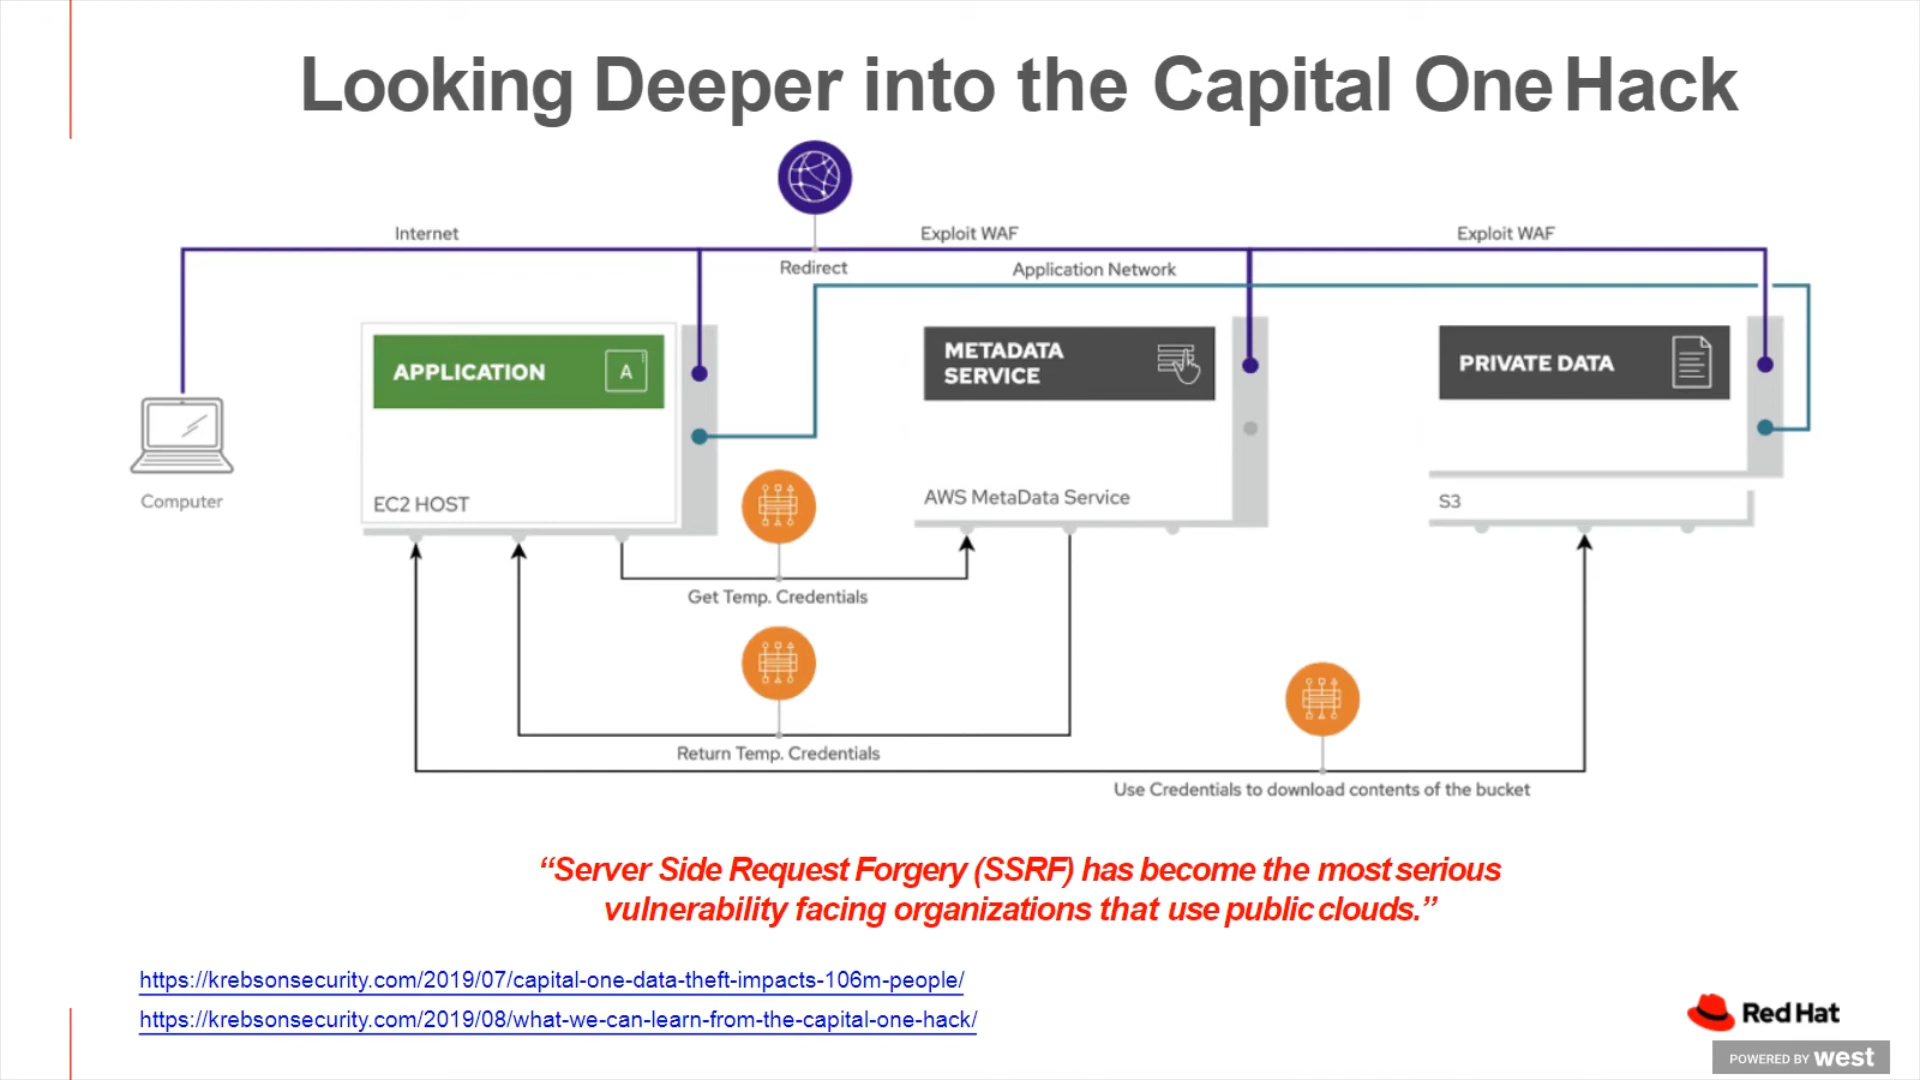 Looking Deeper into the Capital One Hack
Internet
Exploit WAF
Exploit WAF
Redirect
Application Network
APPLICATION
A
METADATA
SERVICE
PRIVATE DATA
Computer
EC2 HOST
AWS MetaData Service
S3
Get Temp. Credentials
Return Temp. Credentials
Use Credentials to download contents of the bucket
“Server Side Request Forgery (SSRF) has become the most serious
vulnerability facing organizations that use public clouds.”
https://krebsonsecurity.com/2019/07/capital-one-data-theft-impacts-106m-people/
https://krebsonsecurity.com/2019/08/what-we-can-learn-from-the-capital-one-hack/
Red Hat
POWERED BY west